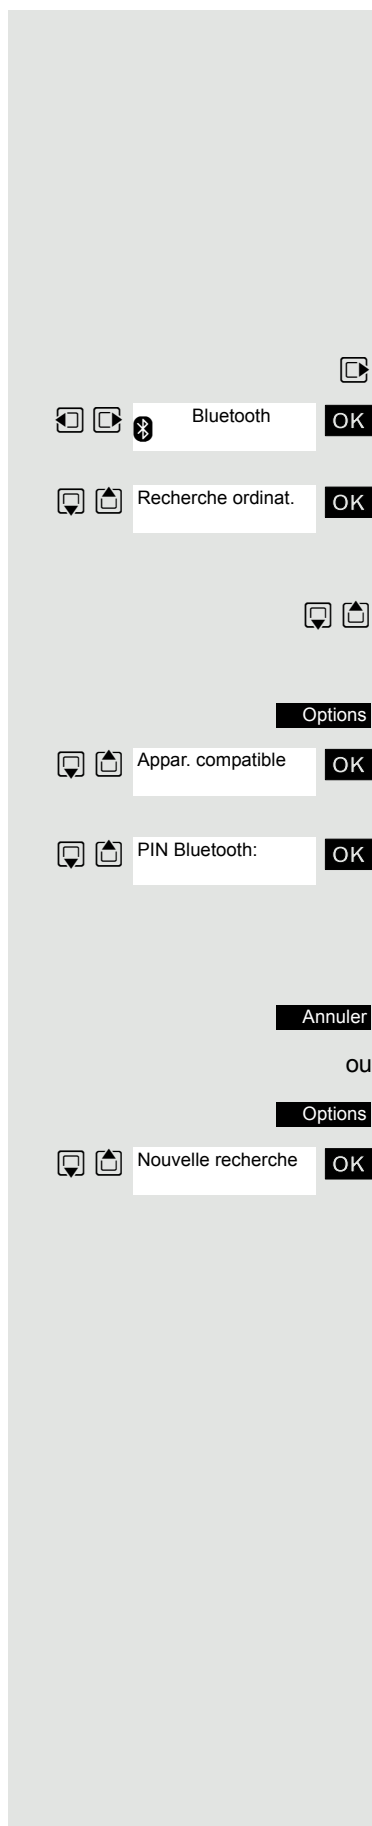 Bluetooth OK
Recherche ordinat. OK
Options
Appar. compatible OK
PIN Bluetooth: OK
Annuler
ou
Options
Nouvelle recherche OK